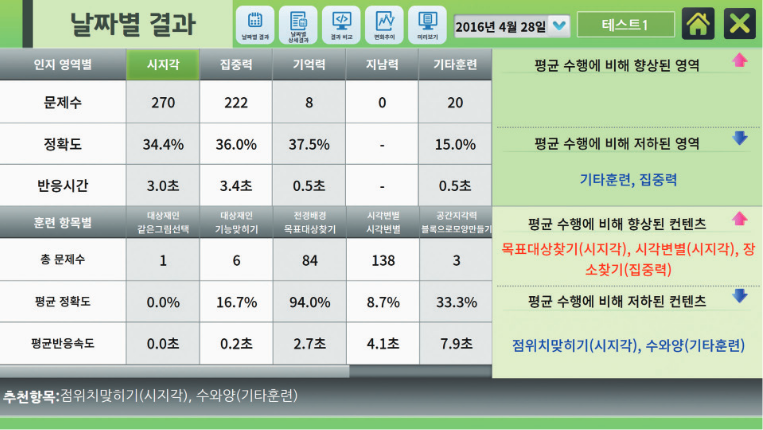 날짜별 결과
날짜별 결과
날짜별 상세결과
결과 비교
변화추이
미리보기
2016년 4월 28일
테스트1
인지 영역별 시지각 집중력 기억력 지남력 기타훈련
문제수 270 222 8 0 20
정확도 34.4% 36.0% 37.5% - 15.0%
반응시간 3.0초 3.4초 0.5초 - 0.5초
훈련 항목별 대상재인 같은그림선택 대상재인 기능맞히기 전경배경 목표대상찾기 시각변별 시각변별 공간지각력 블록으로모양만들기
총 문제수 1 6 84 138 3
평균 정확도 0.0% 16.7% 94.0% 8.7% 33.3%
평균반응속도 0.0초 0.2초 2.7초 4.1초 7.9초
평균 수행에 비해 향상된 영역
평균 수행에 비해 저하된 영역
기타훈련, 집중력
평균 수행에 비해 향상된 컨텐츠
목표대상찾기(시지각), 시각변별(시지각), 장
소찾기(집중력)
평균 수행에 비해 저하된 컨텐츠
점위치맞히기(시지각), 수와양(기타훈련)
추천항목:점위치맞히기(시지각), 수와양(기타훈련)